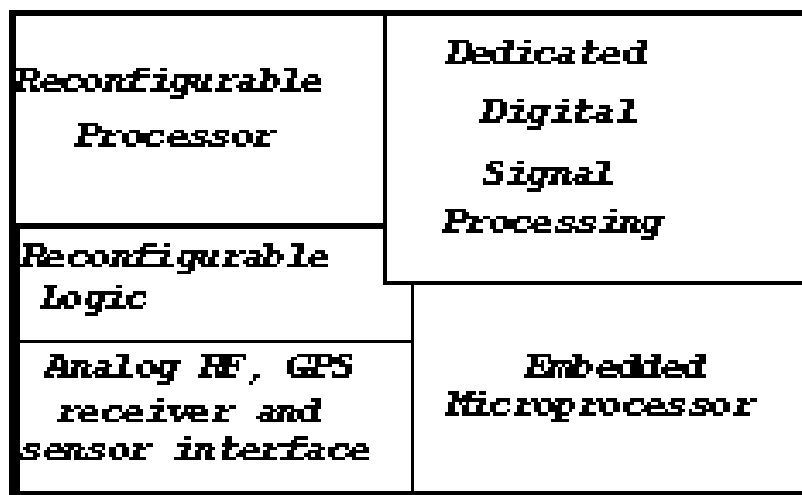 Reconfigurable
Processor
Dedicated
Digital
Signal
Processing
Reconfigurable
Logic
Analog RF, GPS
receiver and
sensor interface
Embedded
Microprocessor